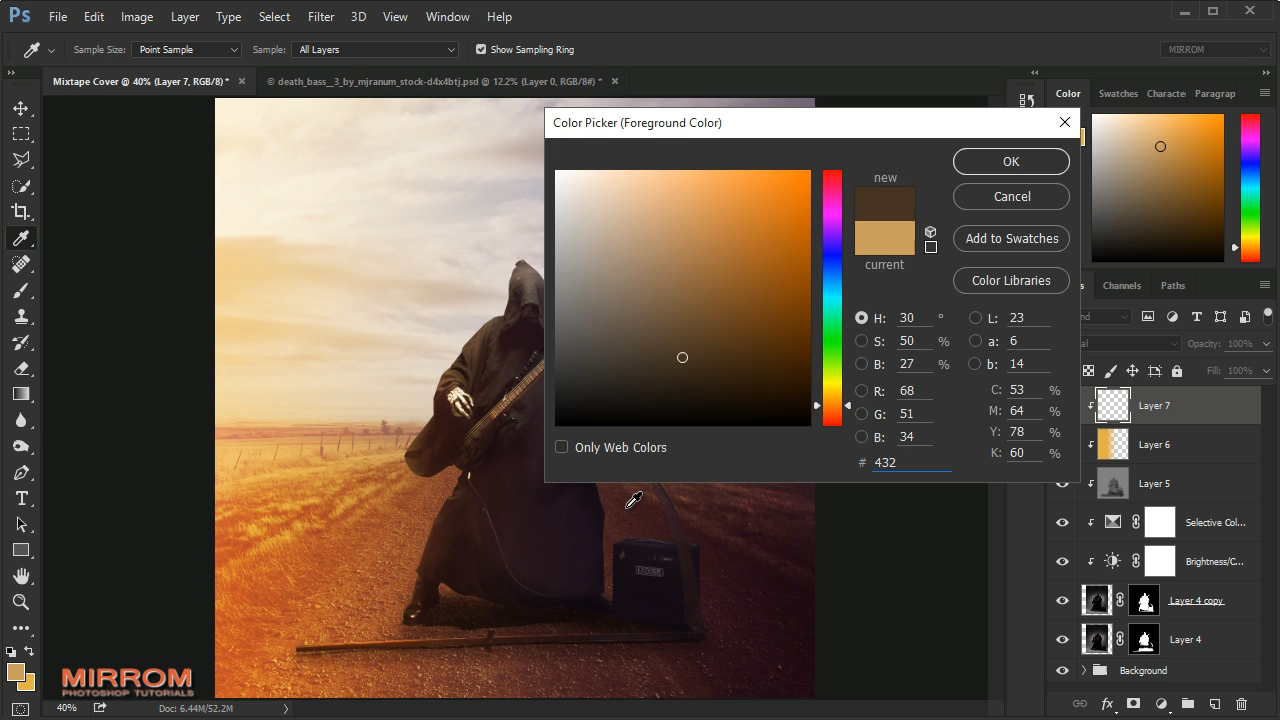 Ps File Edit Image Layer Type Select Filter 3D View Window Help
Sample Size: Point Sample Sample: All Layers Show Sampling Ring MIRROM
Mixtape Cover @ 40% (Layer 7, RGB/8) * × © death_bass__3_by_mjranum_stock-d4x4btj.psd @ 12.2% (Layer 0, RGB/8#) * ×
Color Swatches Characte Paragrap
Color Picker (Foreground Color)
new
current
OK
Cancel
Add to Swatches
Color Libraries
H: 30 °
S: 50 %
B: 27 %
R: 68
G: 51
B: 34
# 432
L: 23
a: 6
b: 14
C: 53 %
M: 64 %
Y: 78 %
K: 60 %
Only Web Colors
Channels Paths
Opacity: 100%
Fill: 100%
Layer 7
Layer 6
Layer 5
Selective Col...
Brightness/C...
Layer 4 copy
Layer 4
Background
MIRROM
PHOTOSHOP TUTORIALS
40% Doc: 6.44M/52.2M